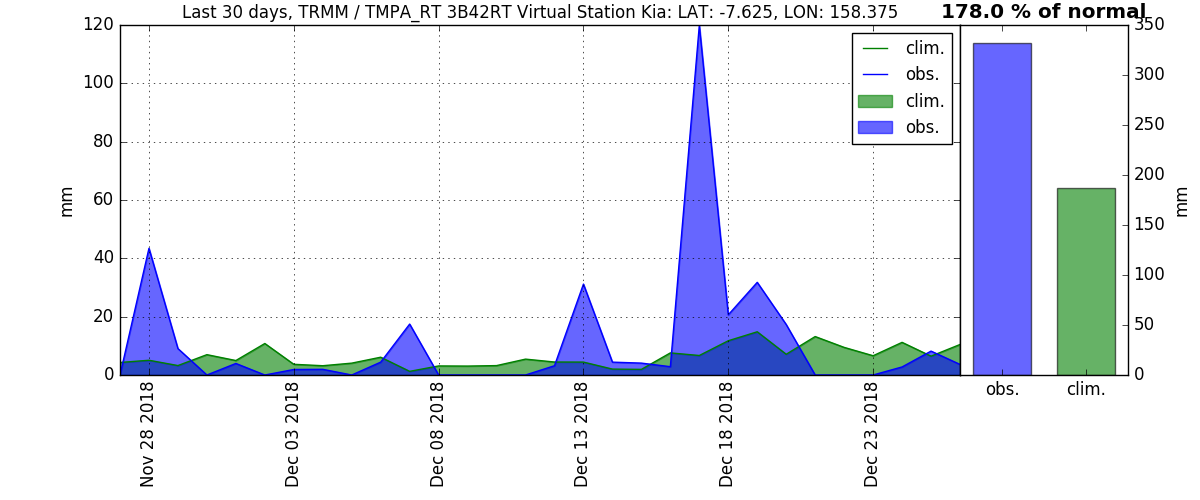 Last 30 days, TRMM / TMPA_RT 3B42RT Virtual Station Kia: LAT: -7.625, LON: 158.375
178.0 % of normal
120
100
80
60
40
20
0
mm
clim.
obs.
clim.
obs.
Nov 28 2018
Dec 03 2018
Dec 08 2018
Dec 13 2018
Dec 18 2018
Dec 23 2018
350
300
250
200
150
100
50
0
mm
obs.
clim.